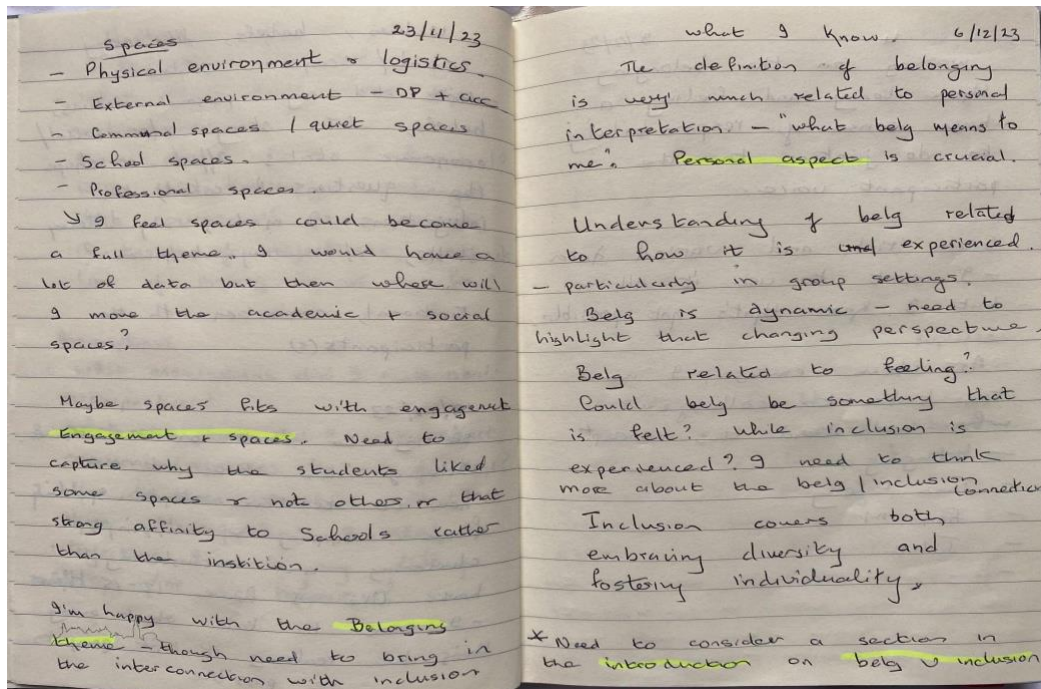 Spaces 23/11/23
- Physical environment & logistics.
- External environment - DP + acc
- Communal spaces / quiet spaces
- School spaces.
- Professional spaces
I feel spaces could become
a full theme. I would have a
lot of data but then where will
I move the academic + social
spaces?
Maybe spaces fits with engagement
Engagement + spaces. Need to
capture why the students liked
some spaces & not others, or that
strong affinity to Schools rather
than the instition.
I'm happy with the Belonging
theme - though need to bring in
the interconnection with inclusion
What I Know. 6/12/23
The definition of belonging
is very much related to personal
interpretation - "what belg means to
me". Personal aspect is crucial.
Understanding of belg related
to how it is experienced.
- particularly in group settings.
Belg is dynamic - need to
highlight that changing perspective.
Belg related to feeling?
Could belg be something that
is felt? While inclusion is
experienced? I need to think
more about the belg / inclusion connection
Inclusion covers both
embracing diversity and
fostering individuality.
* Need to consider a section in
the introduction on belg v inclusion